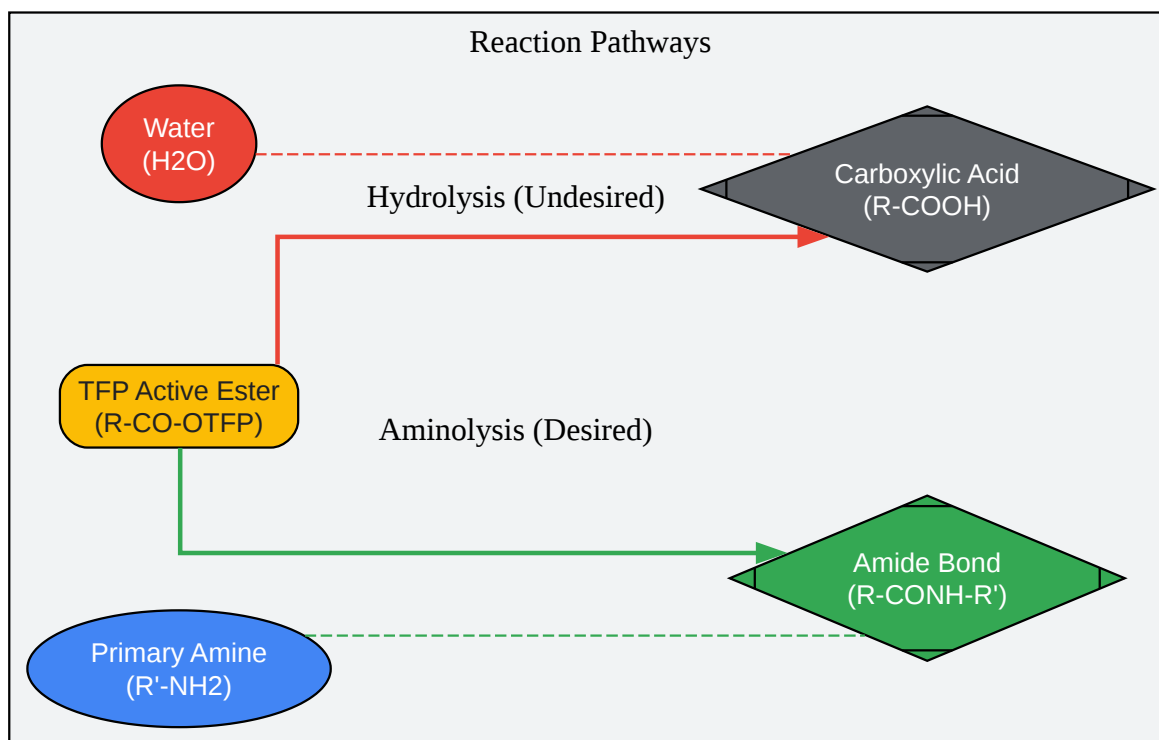 Reaction Pathways
Water
(H2O)
Carboxylic Acid
(R-COOH)
Hydrolysis (Undesired)
TFP Active Ester
(R-CO-OTFP)
Aminolysis (Desired)
Amide Bond
(R-CONH-R')
Primary Amine
(R'-NH2)